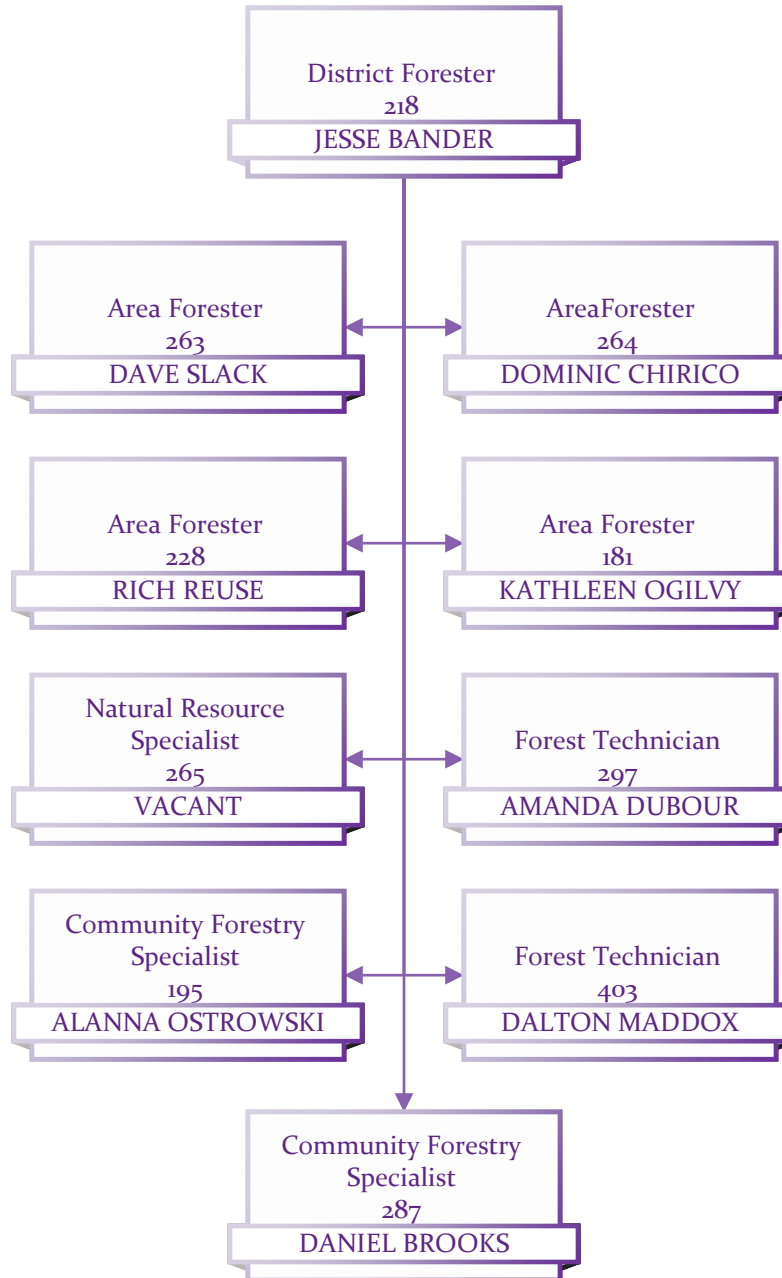 District Forester
218
JESSE BANDER
Area Forester
263
DAVE SLACK
AreaForester
264
DOMINIC CHIRICO
Area Forester
228
RICH REUSE
Area Forester
181
KATHLEEN OGILVY
Natural Resource
Specialist
265
VACANT
Forest Technician
297
AMANDA DUBOUR
Community Forestry
Specialist
195
ALANNA OSTROWSKI
Forest Technician
403
DALTON MADDOX
Community Forestry
Specialist
287
DANIEL BROOKS